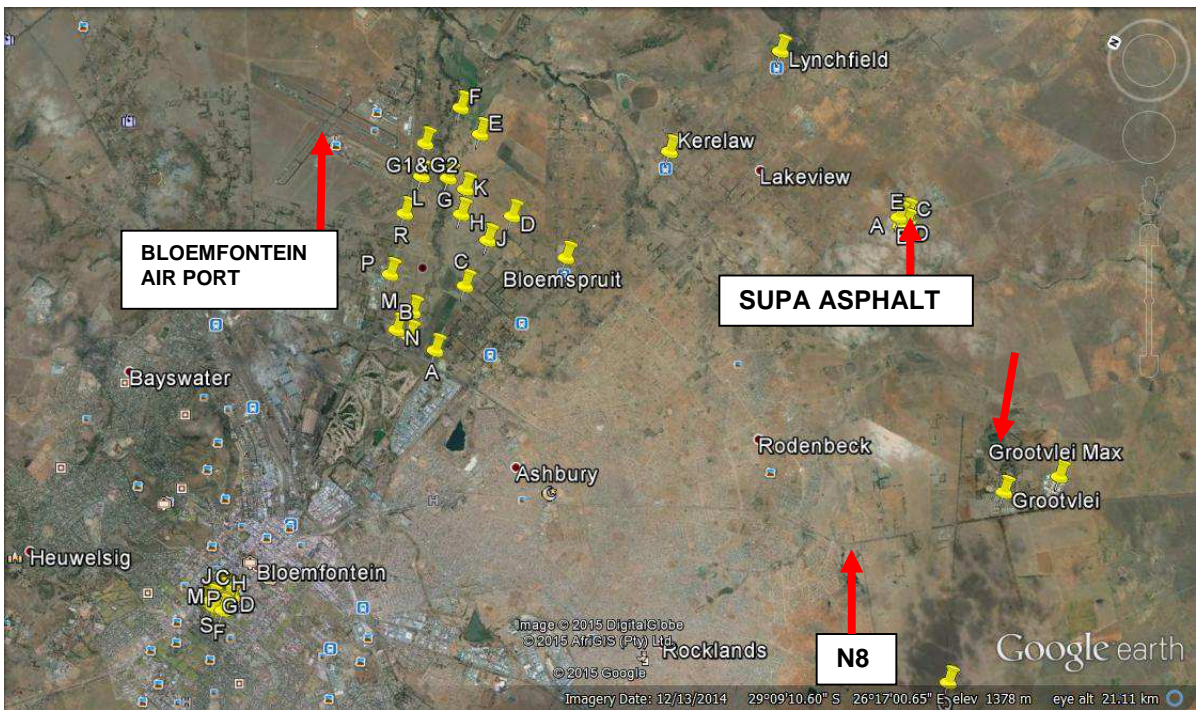 N
Lynchfield
F
E
Kerelaw
G1&G2
Lakeview
K
L
G
E
C
H
D
A
R
J
E D
BLOEMFONTEIN
AIR PORT
P
C
Bloemspruit
SUPA ASPHALT
M
B
N
A
Bayswater
Rodenbeck
Grootvlei Max
Ashbury
Grootvlei
H
Heuwelsig
Bloemfontein
J C H
M P G D
S F
Image © 2015 DigitalGlobe
© 2015 AfriGIS (Pty) Ltd.
Rocklands
N8
Google earth
© 2015 Google
Imagery Date: 12/13/2014 29°09'10.60" S 26°17'00.65" E elev 1378 m eye alt 21.11 km